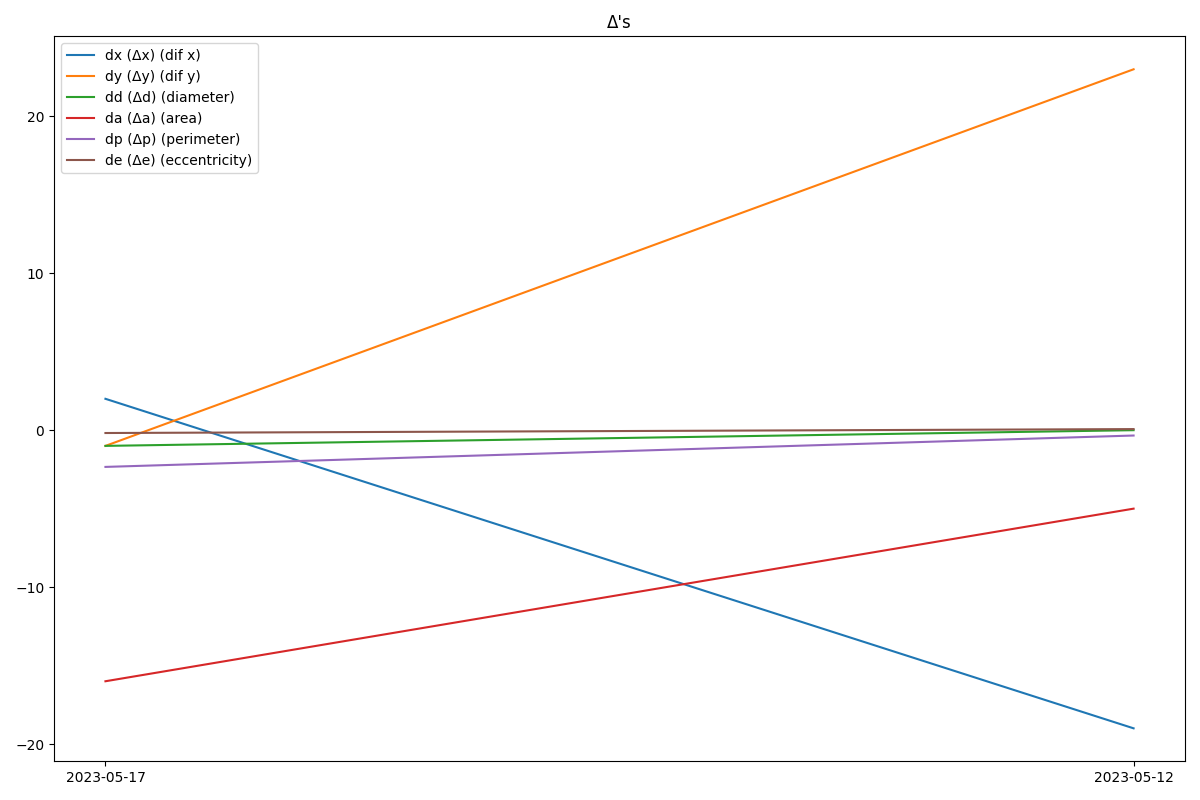 Δ's
dx (Δx) (dif x)
dy (Δy) (dif y)
dd (Δd) (diameter)
da (Δa) (area)
dp (Δp) (perimeter)
de (Δe) (eccentricity)
20
10
0
−10
−20
2023-05-17
2023-05-12